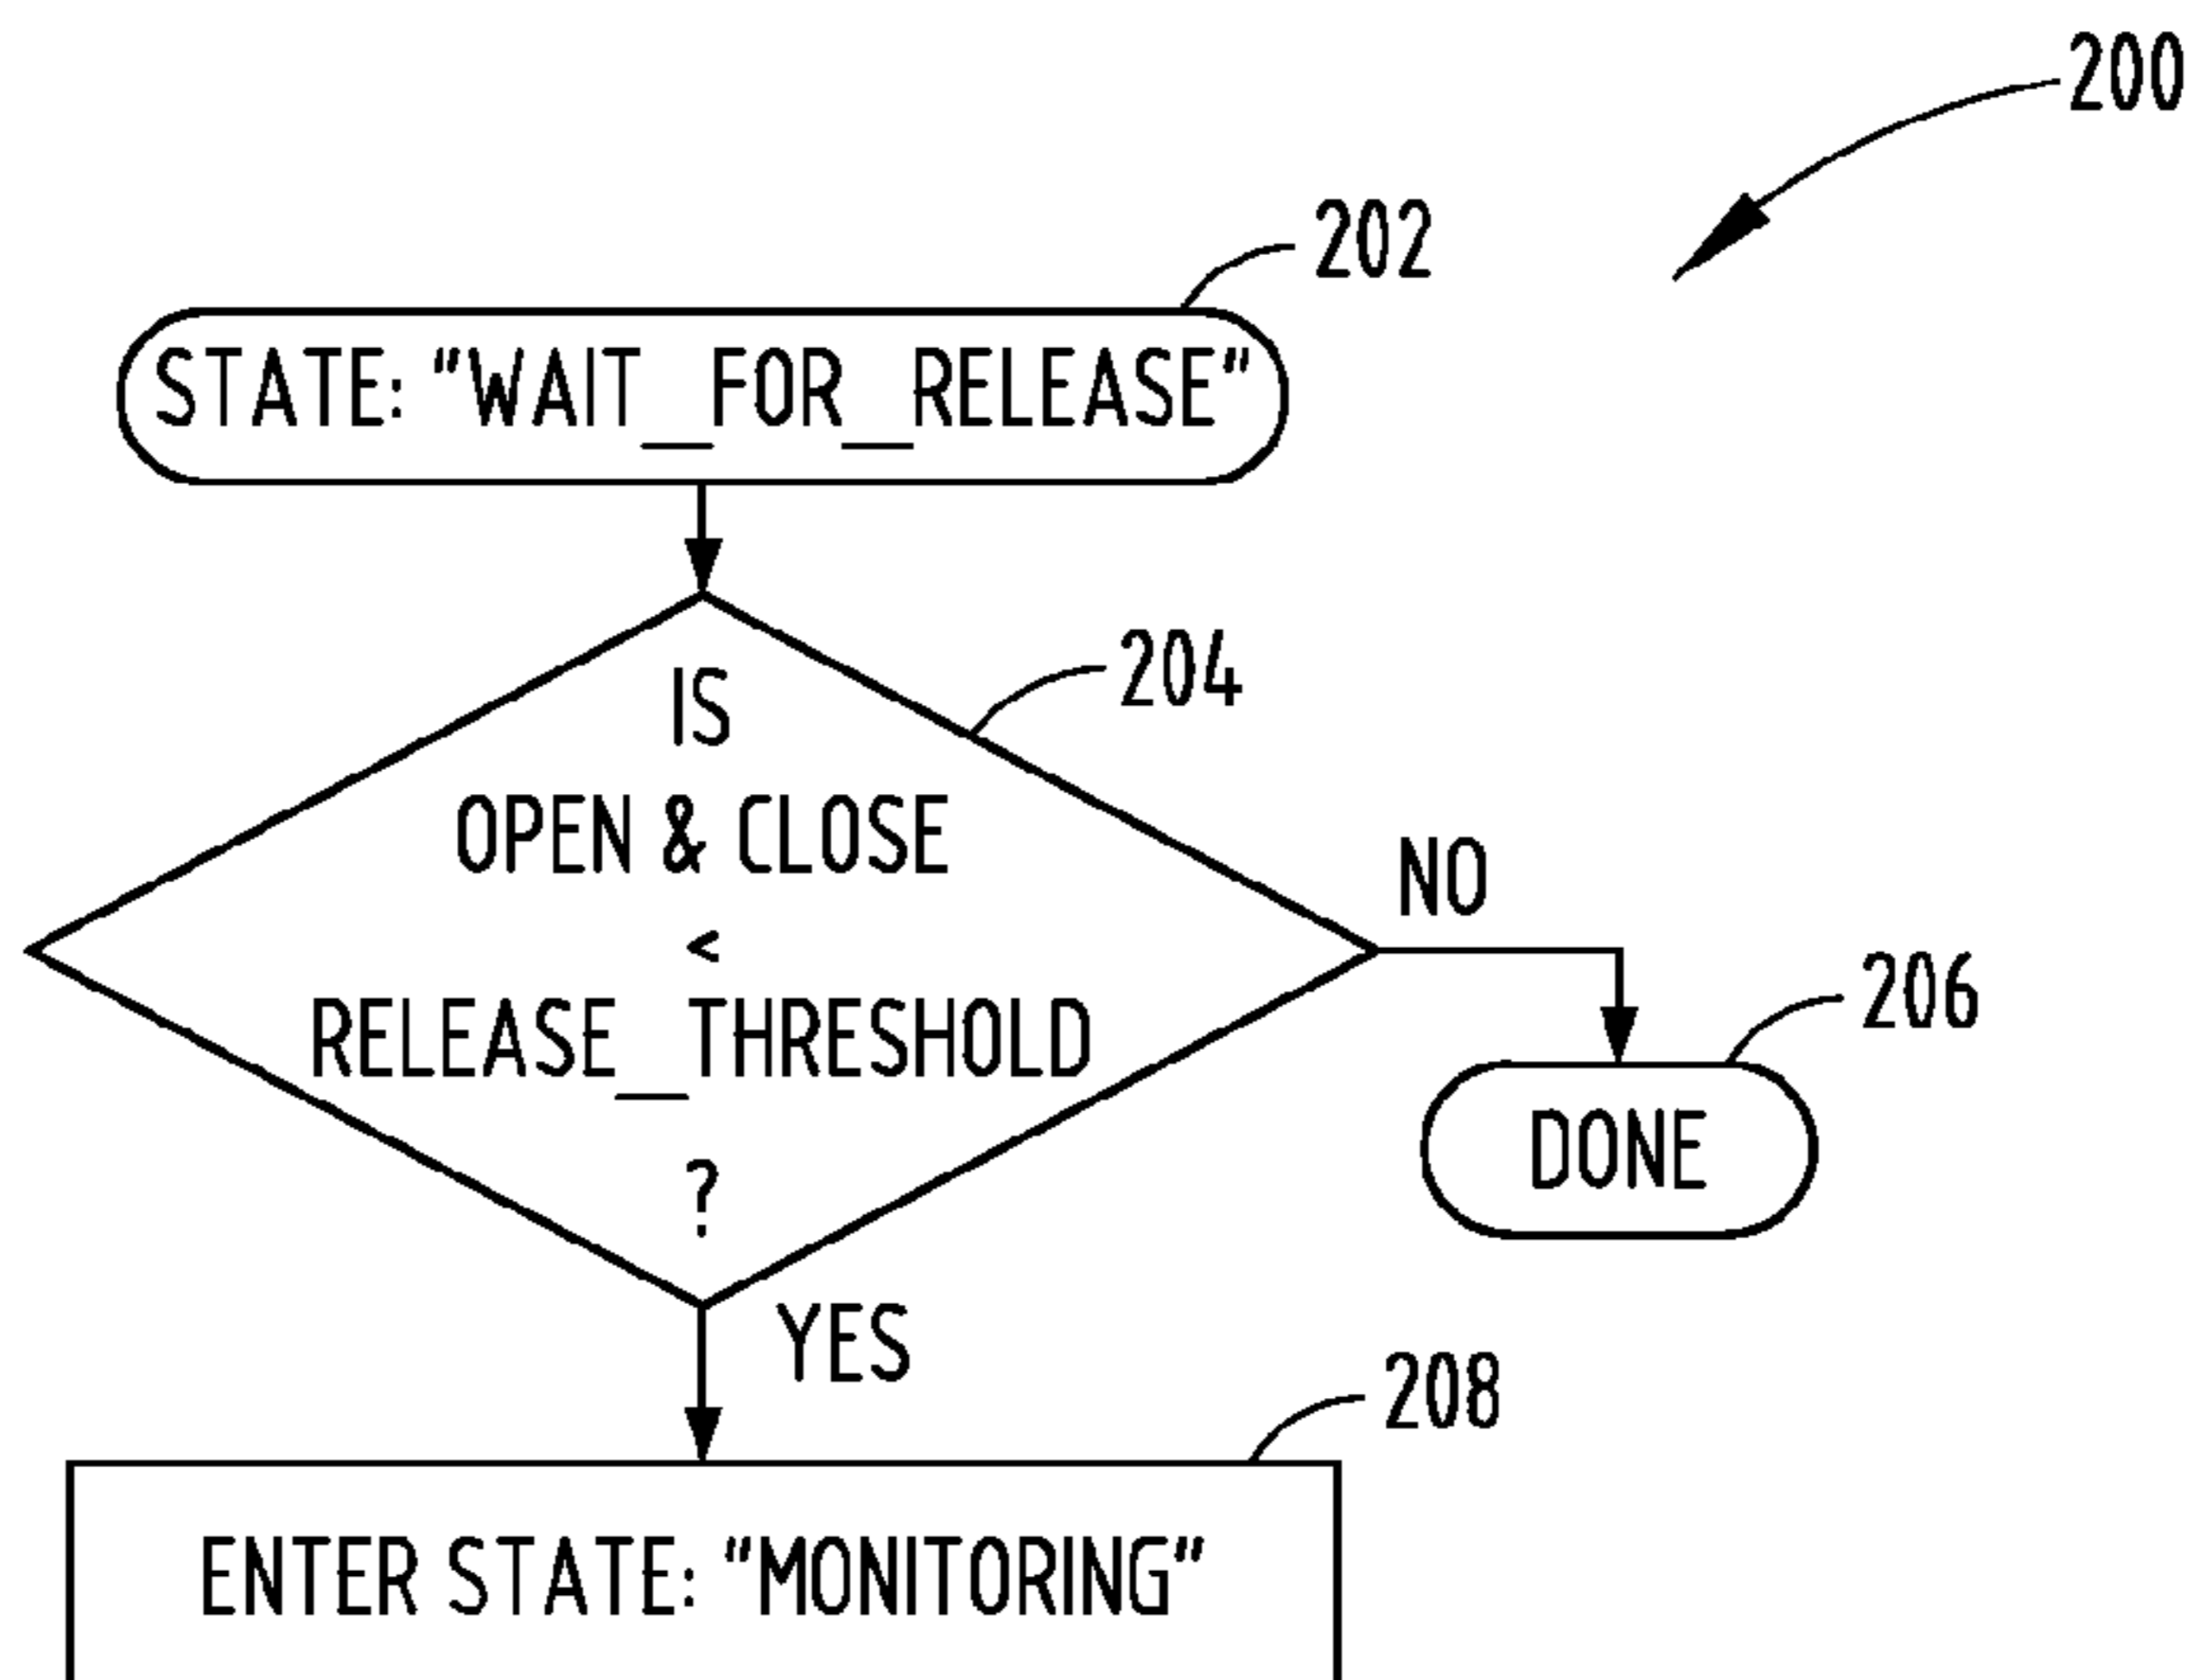 200
202
STATE: "WAIT_FOR_RELEASE"
204
IS
OPEN & CLOSE
<
RELEASE_THRESHOLD
?
NO
206
DONE
YES
208
ENTER STATE: "MONITORING"